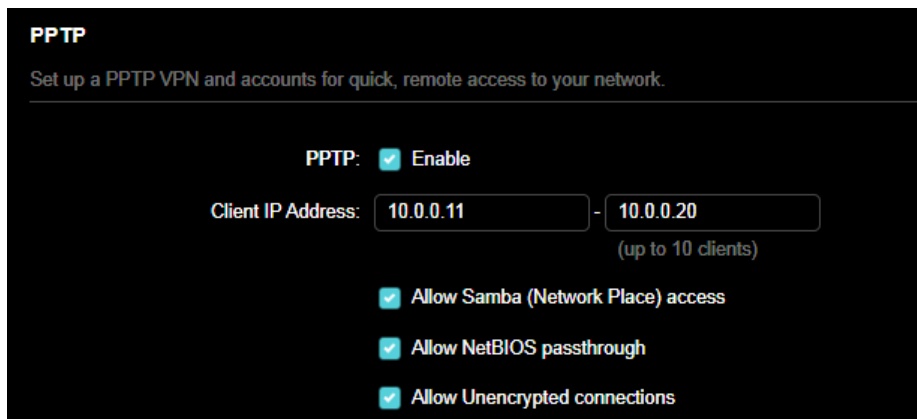 PPTP
Set up a PPTP VPN and accounts for quick, remote access to your network.
PPTP: Enable
Client IP Address: 10.0.0.11 - 10.0.0.20
(up to 10 clients)
Allow Samba (Network Place) access
Allow NetBIOS passthrough
Allow Unencrypted connections